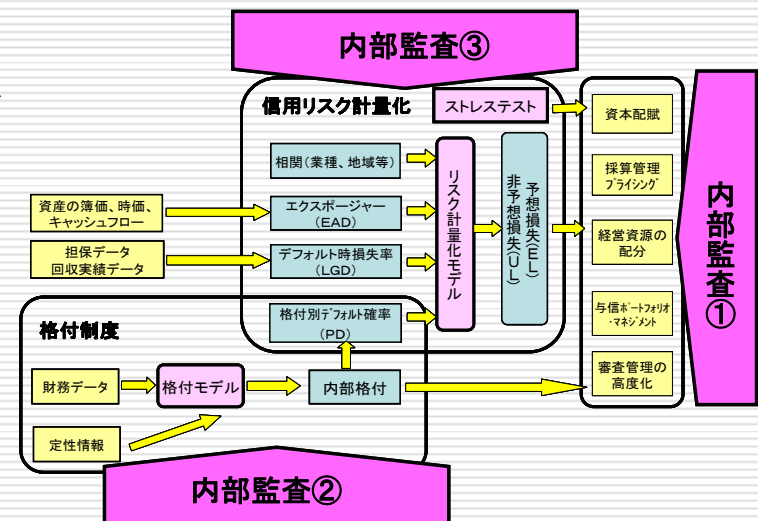 内部監査③
信用リスク計量化
ストレステスト
資本配賦
相関(業種、地域等)
採算管理
プライシング
資産の簿価、時価、
キャッシュフロー
エクスポージャー
(EAD)
リスク計量化モデル
予想損失(EL)
非予想損失(UL)
経営資源の
配分
内部監査①
担保データ
回収実績データ
デフォルト時損失率
(LGD)
格付別デフォルト確率
(PD)
与信ポートフォリオ
・マネジメント
格付制度
財務データ
格付モデル
内部格付
審査管理の
高度化
定性情報
内部監査②